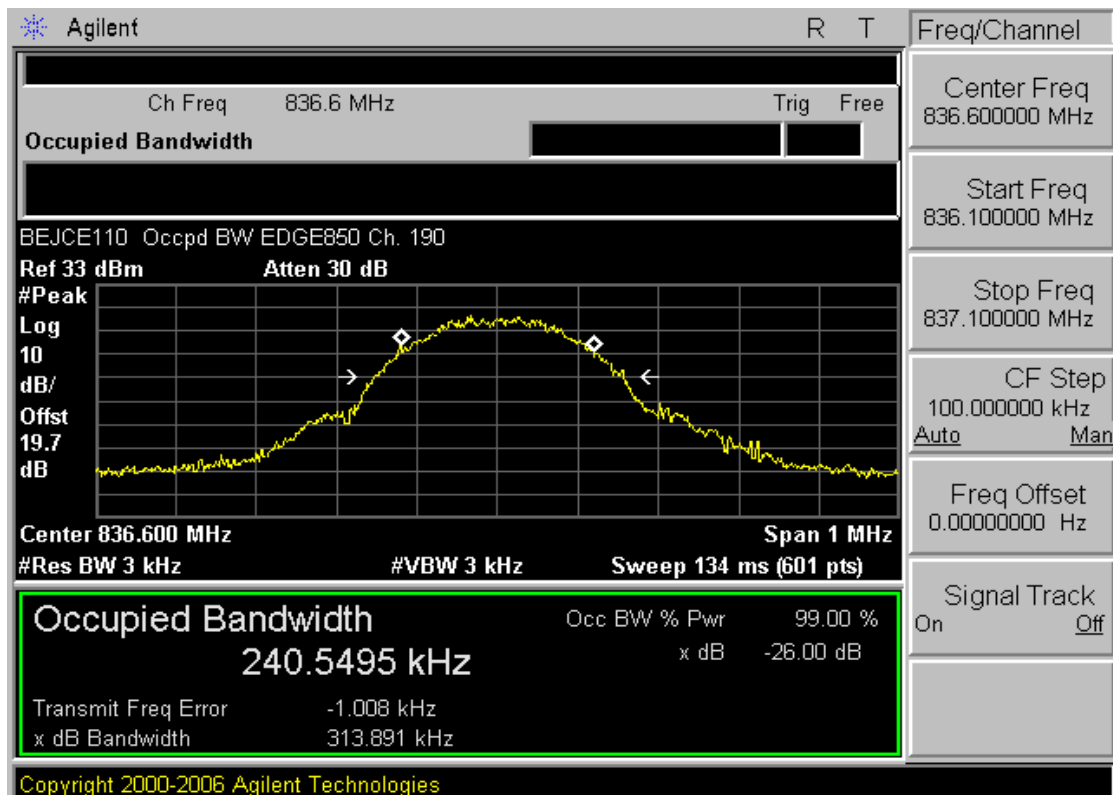 Agilent R T
Ch Freq 836.6 MHz Trig Free
Occupied Bandwidth
BEJCE110 Occpd BW EDGE850 Ch. 190
Ref 33 dBm Atten 30 dB
#Peak
Log
10
dB/
Offst
19.7
dB
Center 836.600 MHz Span 1 MHz
#Res BW 3 kHz #VBW 3 kHz Sweep 134 ms (601 pts)
Occupied Bandwidth
240.5495 kHz
Occ BW % Pwr 99.00 %
x dB -26.00 dB
Transmit Freq Error -1.008 kHz
x dB Bandwidth 313.891 kHz
Copyright 2000-2006 Agilent Technologies
Freq/Channel
Center Freq
836.600000 MHz
Start Freq
836.100000 MHz
Stop Freq
837.100000 MHz
CF Step
100.000000 kHz
Auto Man
Freq Offset
0.00000000 Hz
Signal Track
On Off